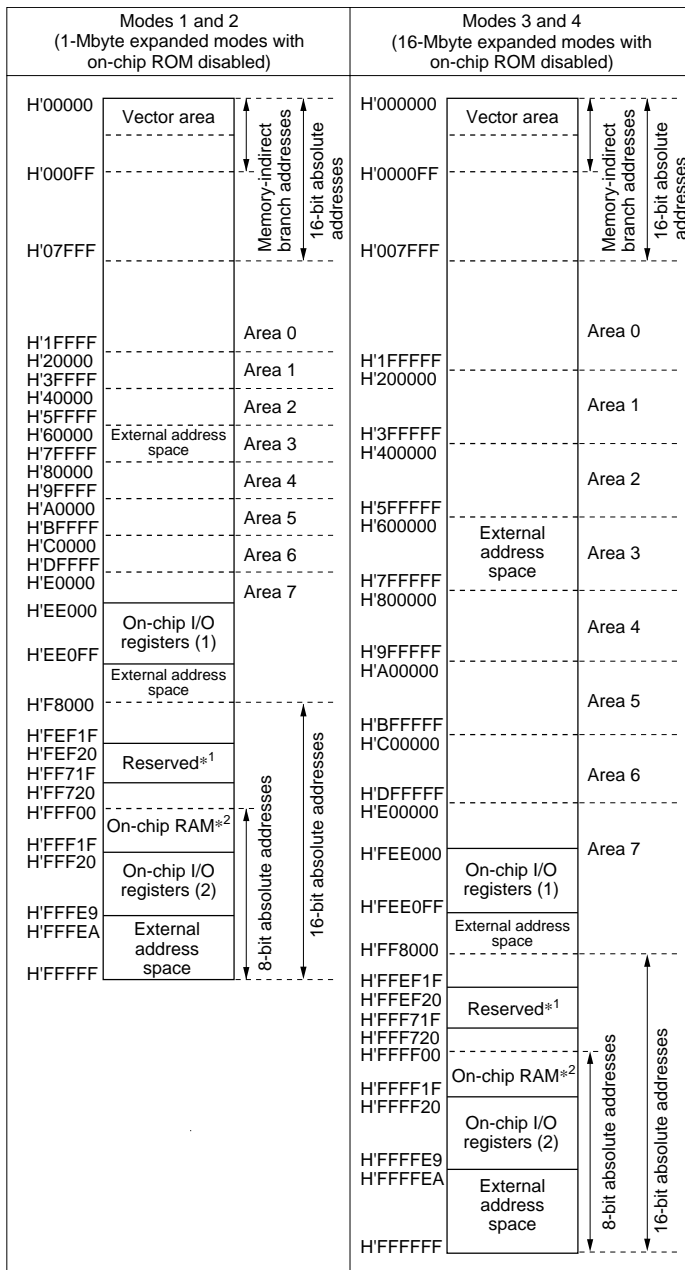 Modes 1 and 2
(1-Mbyte expanded modes with
on-chip ROM disabled)
H'00000
Vector area
H'000FF
H'07FFF
Memory-indirect
branch addresses
16-bit absolute
addresses
H'1FFFF
Area 0
H'20000
H'3FFFF
Area 1
H'40000
H'5FFFF
Area 2
H'60000
H'7FFFF
External address
space
Area 3
H'80000
H'9FFFF
Area 4
H'A0000
H'BFFFF
Area 5
H'C0000
H'DFFFF
Area 6
H'E0000
Area 7
H'EE000
On-chip I/O
registers (1)
H'EE0FF
External address
space
H'F8000
H'FEF1F
H'FEF20
Reserved*1
H'FF71F
H'FF720
H'FFF00
On-chip RAM*2
H'FFF1F
H'FFF20
On-chip I/O
registers (2)
H'FFFE9
H'FFFEA
External
address
space
H'FFFFF
8-bit absolute addresses
16-bit absolute addresses
Modes 3 and 4
(16-Mbyte expanded modes with
on-chip ROM disabled)
H'000000
Vector area
H'0000FF
H'007FFF
Memory-indirect
branch addresses
16-bit absolute
addresses
Area 0
H'1FFFFF
H'200000
Area 1
H'3FFFFF
H'400000
Area 2
H'5FFFFF
H'600000
External
address
space
Area 3
H'7FFFFF
H'800000
Area 4
H'9FFFFF
H'A00000
Area 5
H'BFFFFF
H'C00000
Area 6
H'DFFFFF
H'E00000
Area 7
H'FEE000
On-chip I/O
registers (1)
H'FEE0FF
External address
space
H'FF8000
H'FFEF1F
H'FFEF20
Reserved*1
H'FFF71F
H'FFF720
H'FFFF00
On-chip RAM*2
H'FFFF1F
H'FFFF20
On-chip I/O
registers (2)
H'FFFFE9
H'FFFFEA
External
address
space
H'FFFFFF
8-bit absolute addresses
16-bit absolute addresses